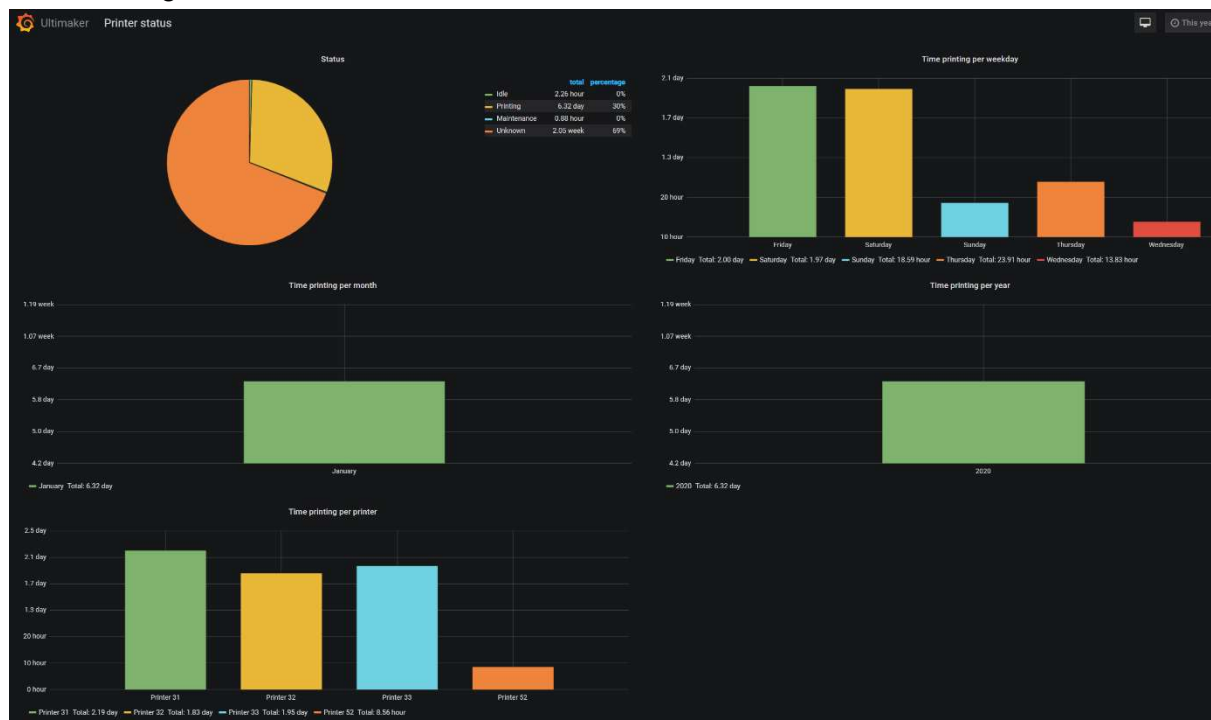 Ultimaker Printer status
This yea
Status
total percentage
Idle 2.26 hour 0%
Printing 6.32 day 30%
Maintenance 0.88 hour 0%
Unknown 2.05 week 69%
Time printing per weekday
2.1 day
1.7 day
1.3 day
20 hour
10 hour
Friday Saturday Sunday Thursday Wednesday
Friday Total: 2.00 day Saturday Total: 1.97 day Sunday Total: 18.59 hour Thursday Total: 23.91 hour Wednesday Total: 13.83 hour
Time printing per month
1.19 week
1.07 week
6.7 day
5.8 day
5.0 day
4.2 day
January
January Total: 6.32 day
Time printing per year
1.19 week
1.07 week
6.7 day
5.8 day
5.0 day
4.2 day
2020
2020 Total: 6.32 day
Time printing per printer
2.5 day
2.1 day
1.7 day
1.3 day
20 hour
10 hour
0 hour
Printer 31 Printer 32 Printer 33 Printer 52
Printer 31 Total: 2.19 day Printer 32 Total: 1.83 day Printer 33 Total: 1.95 day Printer 52 Total: 8.56 hour